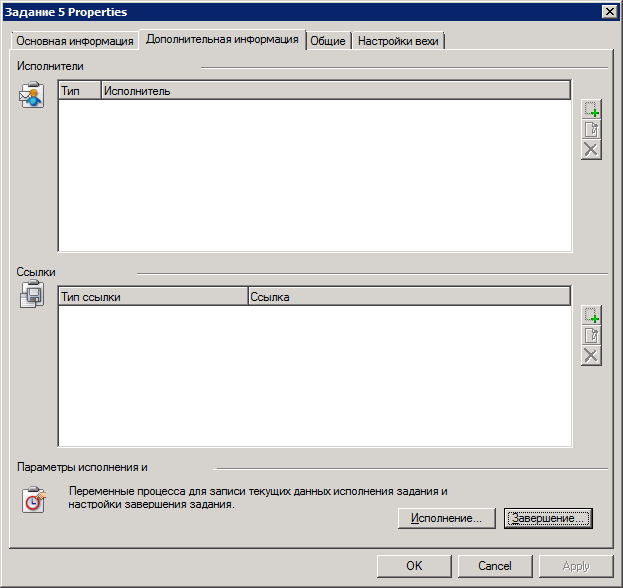 Задание 5 Properties
Основная информация Дополнительная информация Общие Настройки вехи
Исполнители
Тип Исполнитель
Ссылки
Тип ссылки Ссылка
Параметры исполнения и
Переменные процесса для записи текущих данных исполнения задания и
настройки завершения задания.
Исполнение... Завершение...
OK Cancel Apply